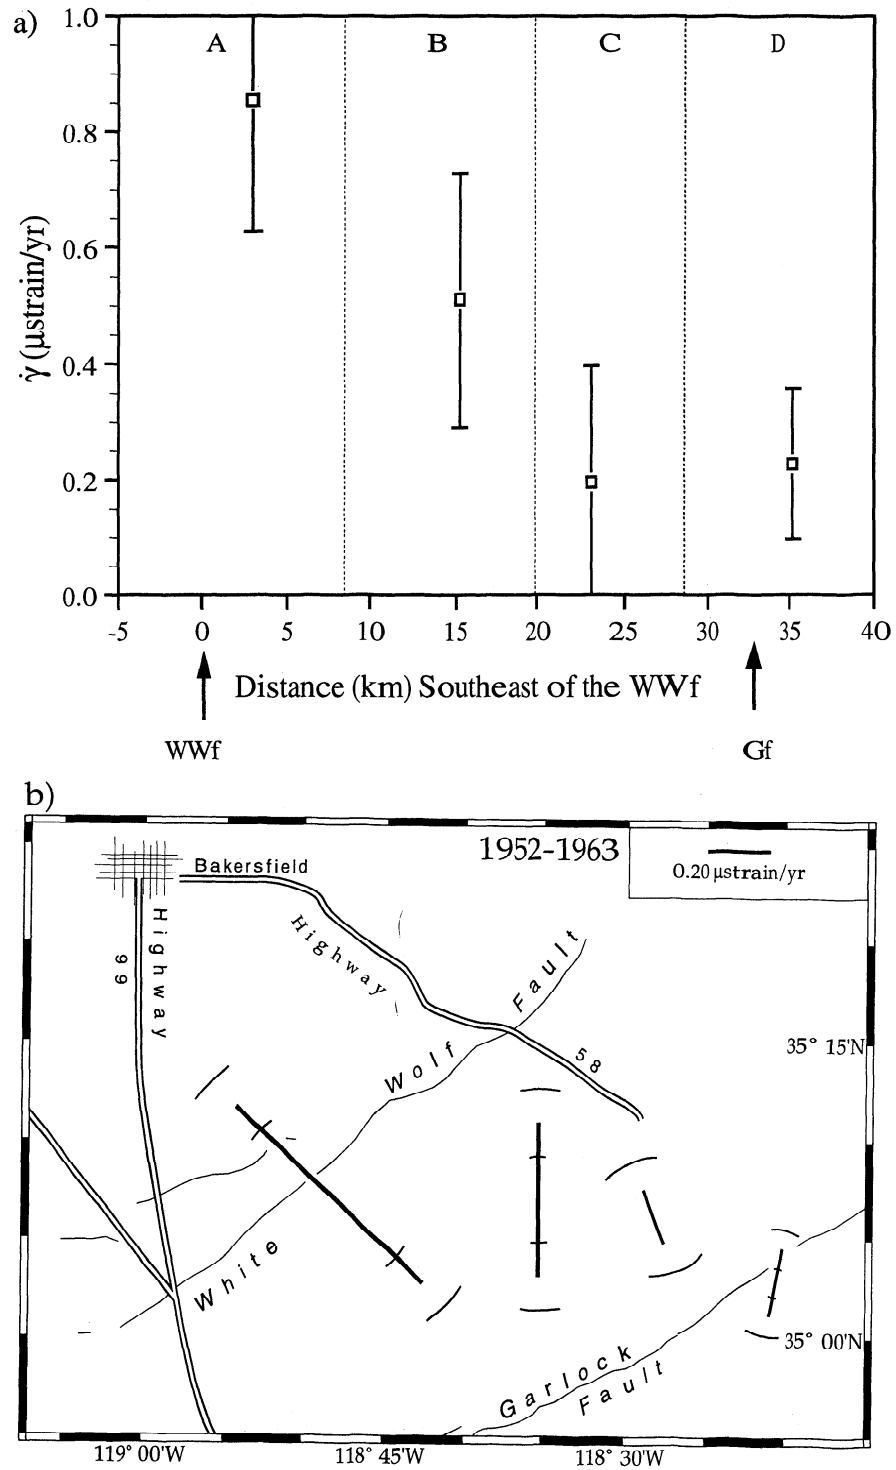 a)
1.0
0.8
0.6
0.4
0.2
0.0
γ̇ (μstrain/yr)
A B C D
-5 0 5 10 15 20 25 30 35 40
Distance (km) Southeast of the WWf
WWf
Gf
b)
1952-1963
0.20 μstrain/yr
Bakersfield
Highway
99
Highway
58
White
Wolf
Fault
Garlock
Fault
35° 15'N
35° 00'N
119° 00'W
118° 45'W
118° 30'W